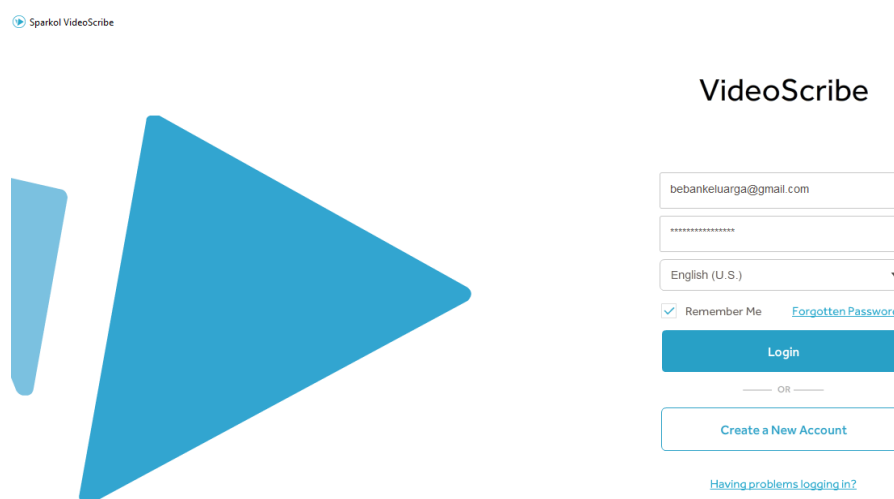 Sparkol VideoScribe
VideoScribe
bebankeluarga@gmail.com
***************
English (U.S.)
Remember Me Forgotten Password
Login
OR
Create a New Account
Having problems logging in?